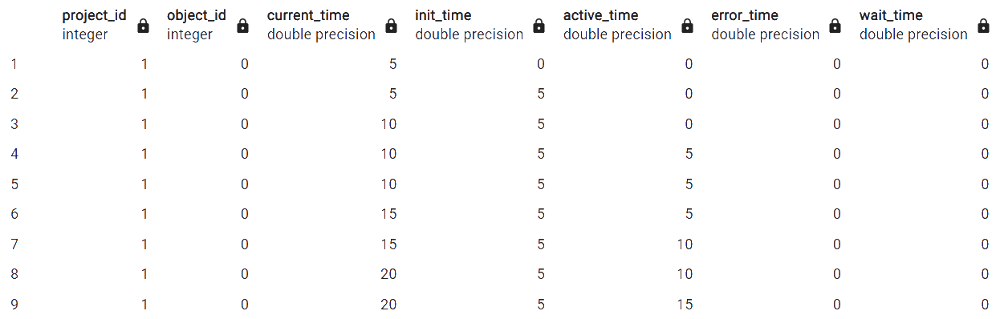 project_id object_id current_time init_time active_time error_time wait_time
integer integer double precision double precision double precision double precision double precision
1 1 0 5 0 0 0 0
2 1 0 5 5 0 0 0
3 1 0 10 5 0 0 0
4 1 0 10 5 5 0 0
5 1 0 10 5 5 0 0
6 1 0 15 5 5 0 0
7 1 0 15 5 10 0 0
8 1 0 20 5 10 0 0
9 1 0 20 5 15 0 0